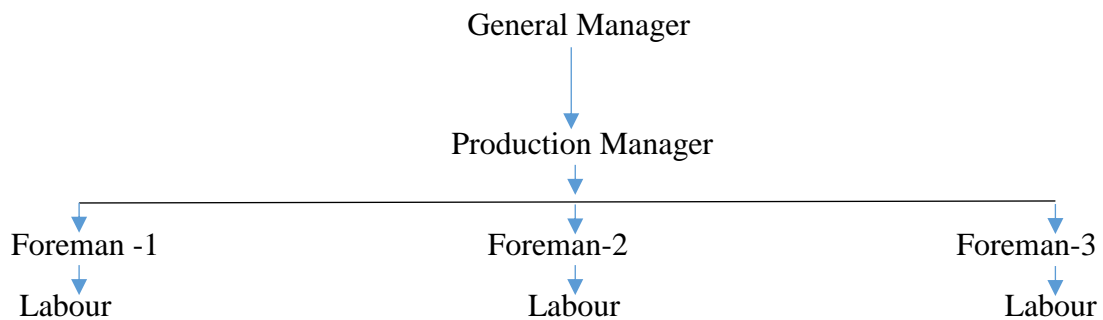 General Manager
Production Manager
Foreman -1 Foreman-2 Foreman-3
Labour Labour Labour